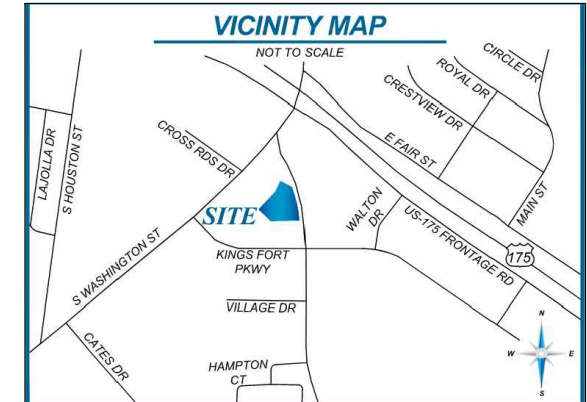 VICINITY MAP
NOT TO SCALE
CIRCLE DR
ROYAL DR
CRESTVIEW DR
E FAIR ST
MAIN ST
CROSS RDS DR
LAJOLLA DR
S HOUSTON ST
SITE
WALTON
DR
US-175 FRONTAGE RD
175
KINGS FORT
PKWY
S WASHINGTON ST
VILLAGE DR
CATES DR
HAMPTON
CT
N
W E
S